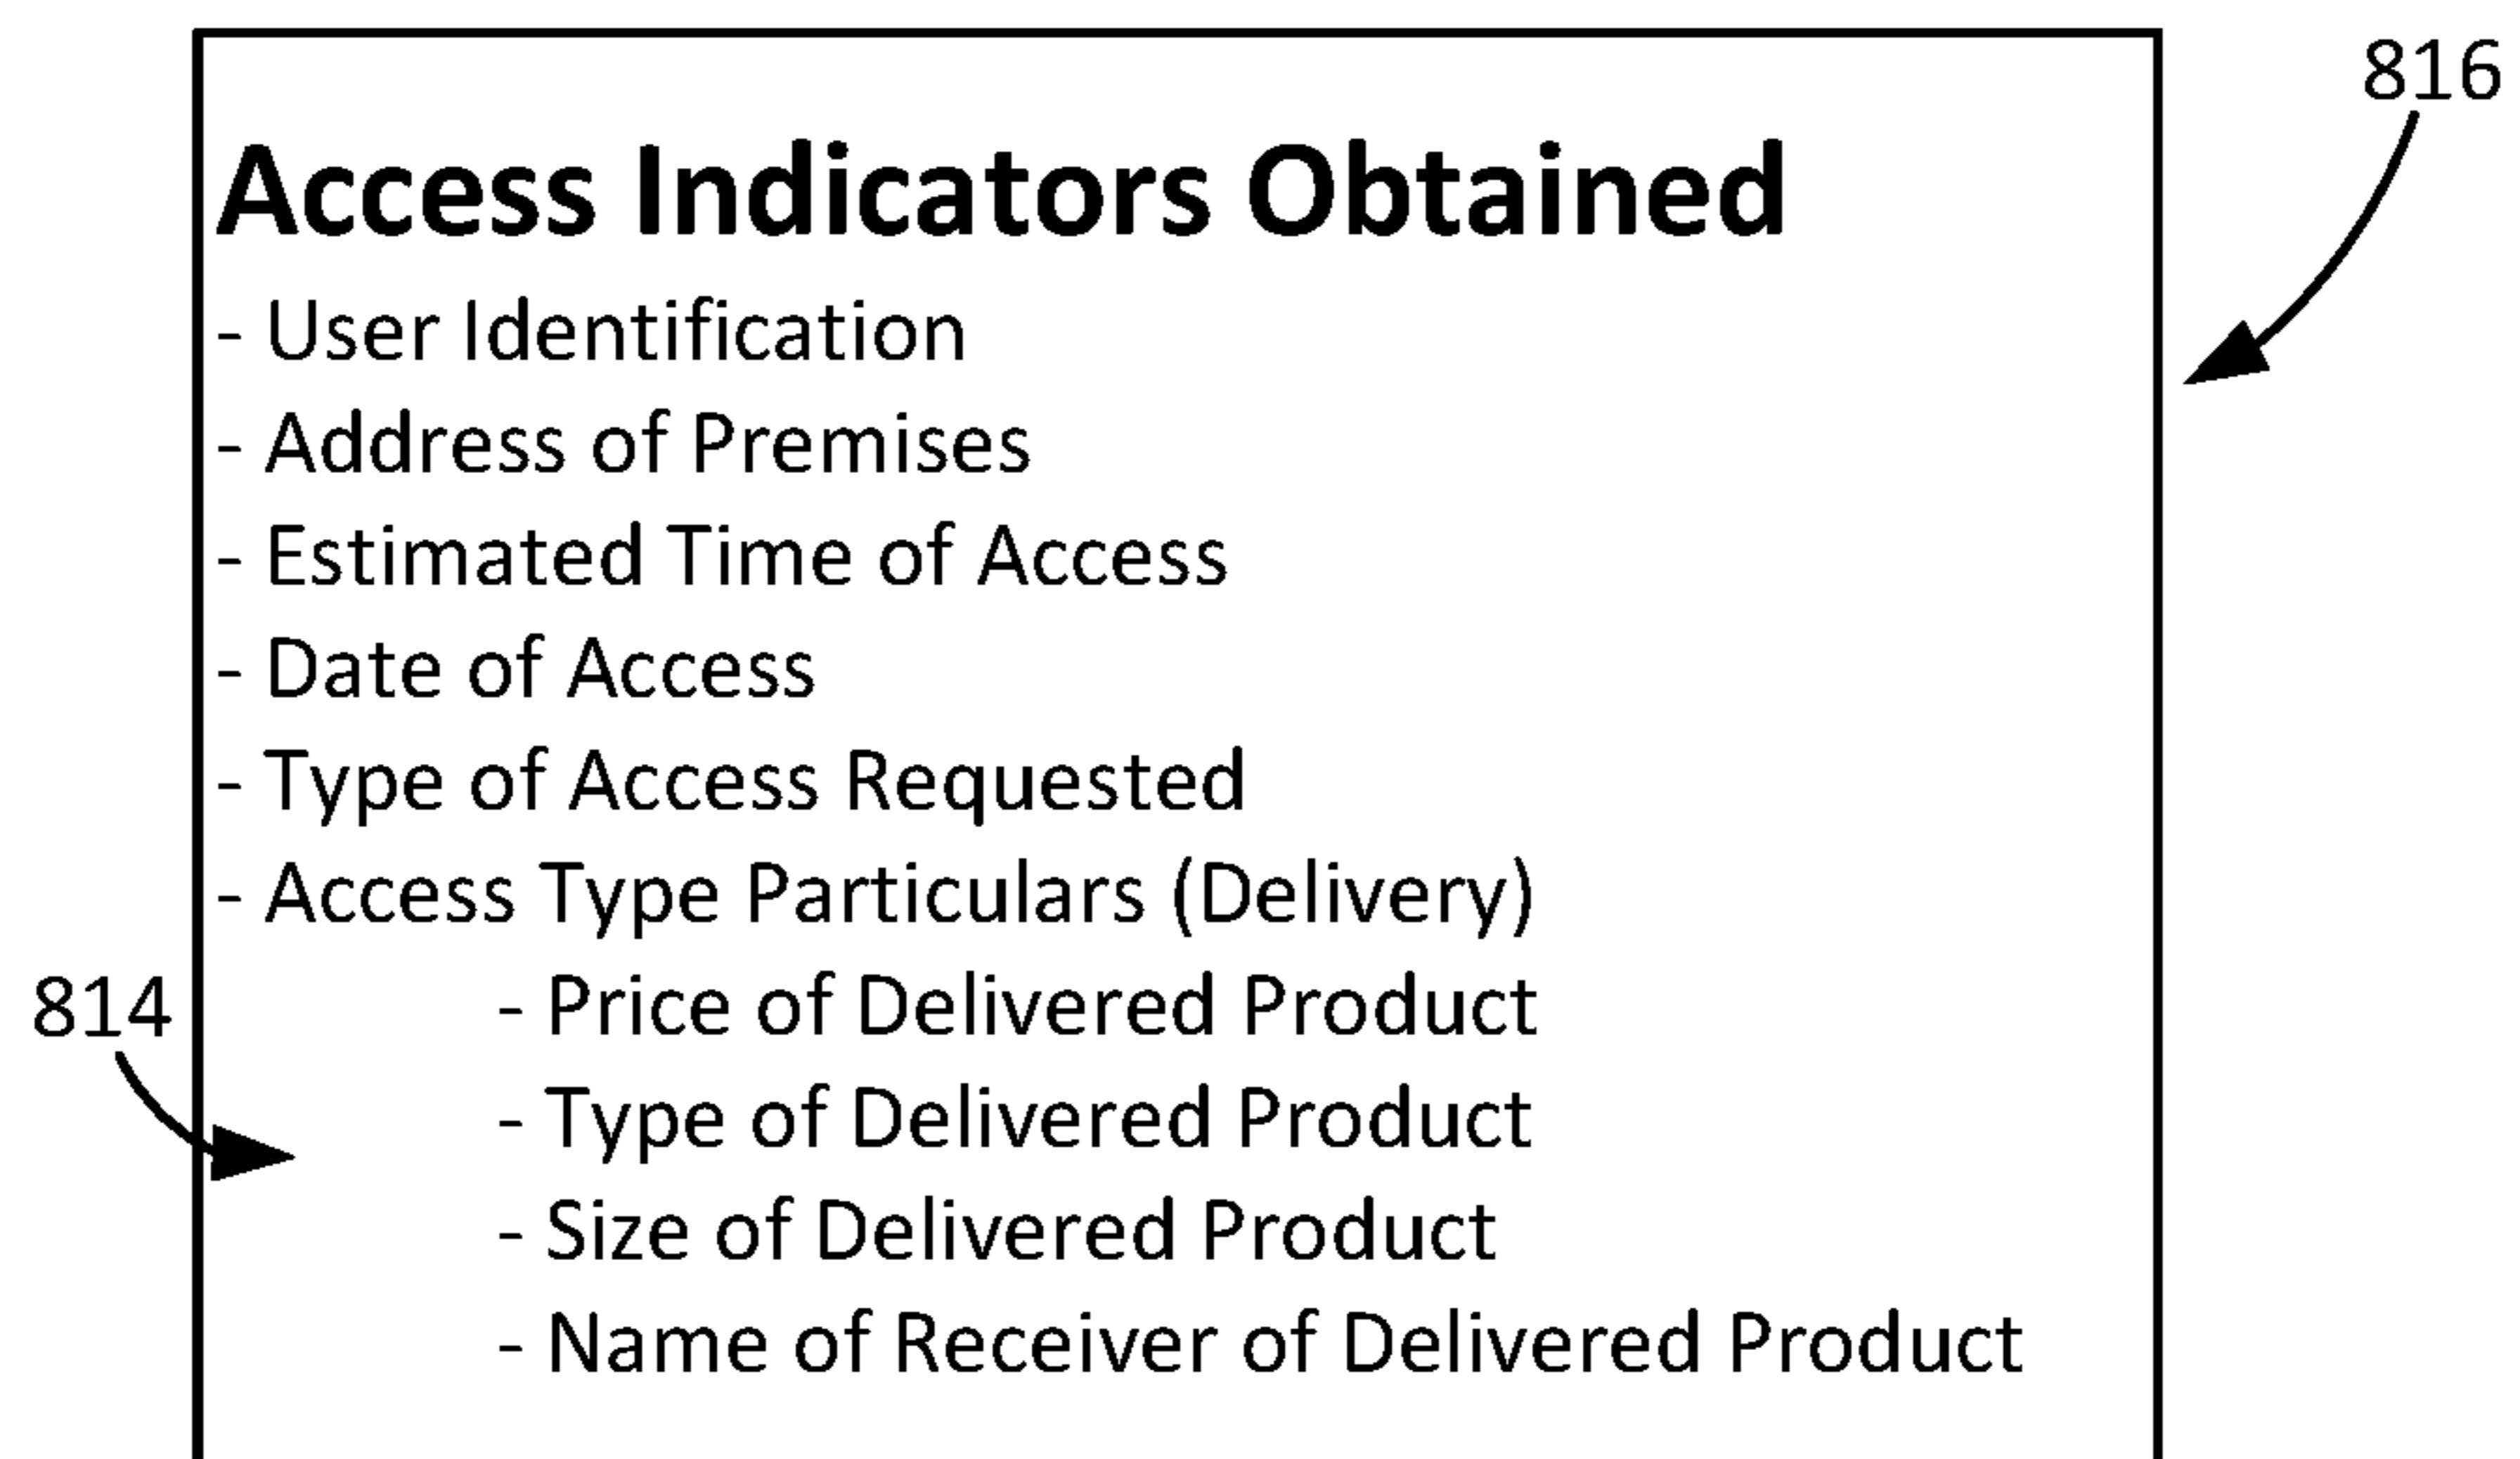 816
Access Indicators Obtained
- User Identification
- Address of Premises
- Estimated Time of Access
- Date of Access
- Type of Access Requested
- Access Type Particulars (Delivery)
814
- Price of Delivered Product
- Type of Delivered Product
- Size of Delivered Product
- Name of Receiver of Delivered Product